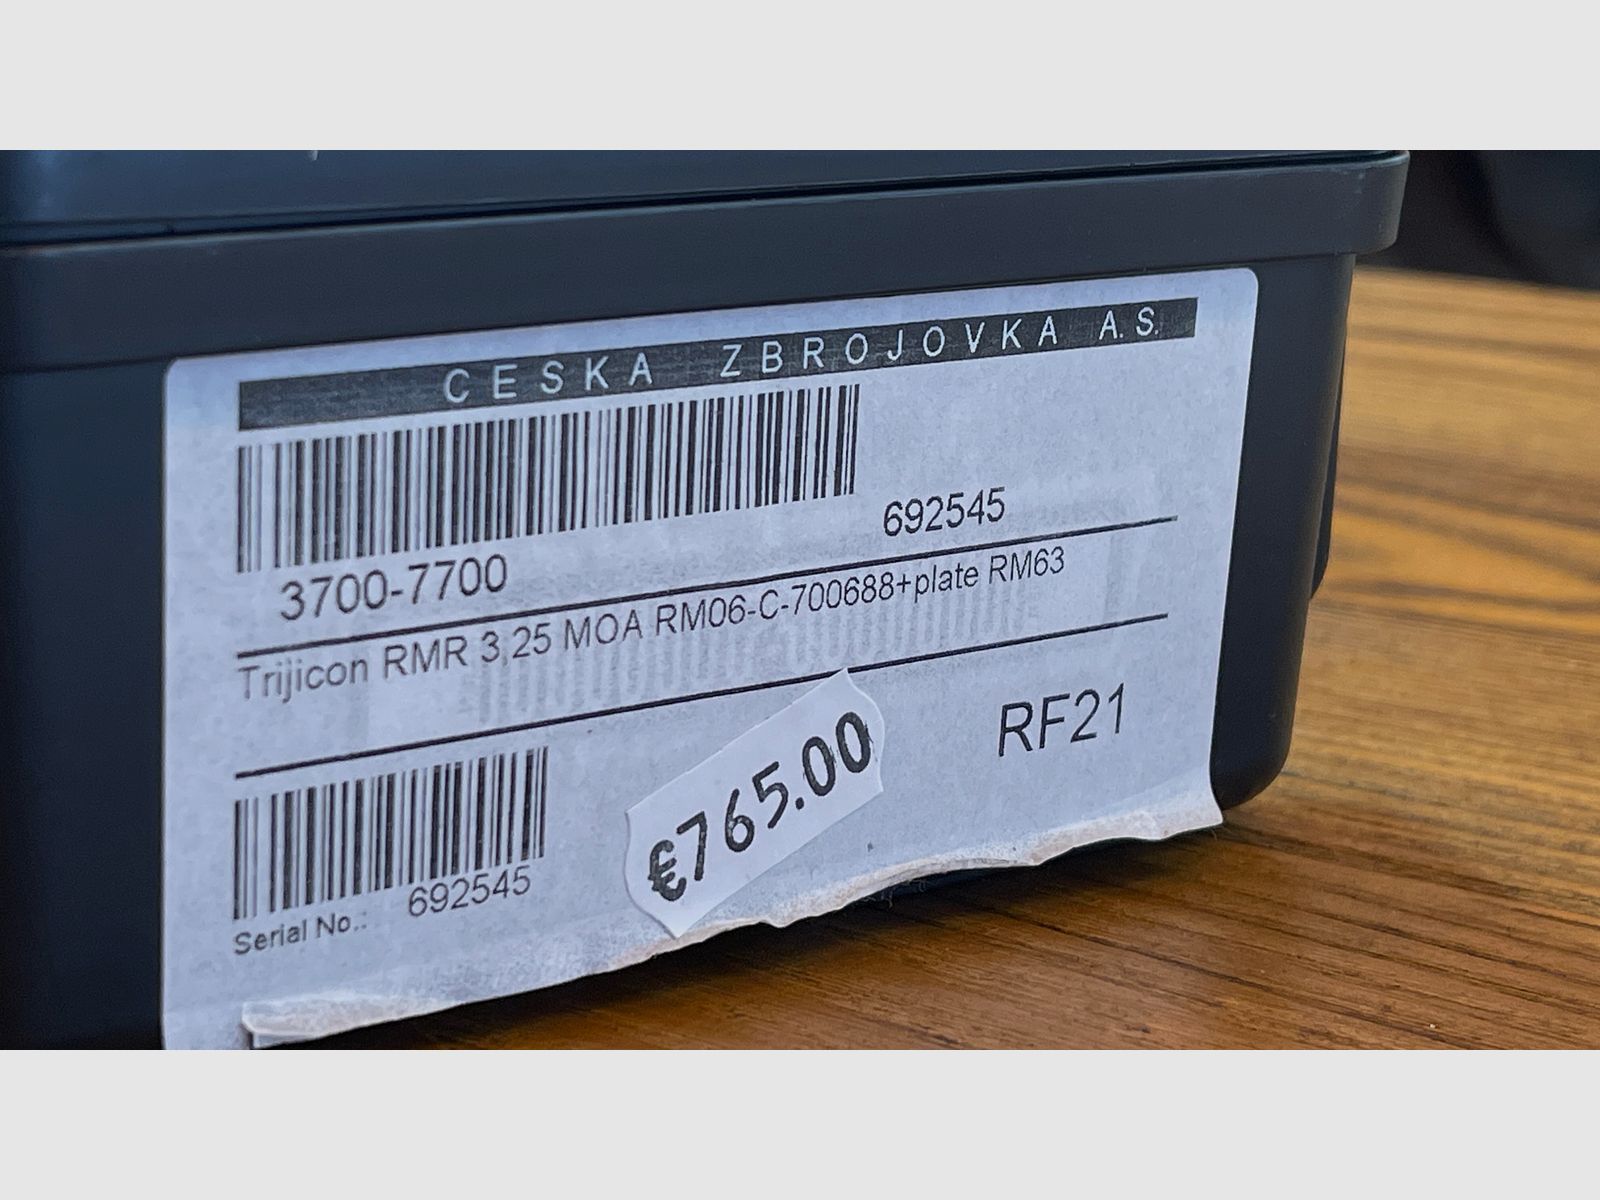 CESKA ZBROJOVKA A.S.
692545
3700-7700
Trijicon RMR 3,25 MOA RM06-C-700688+plate RM63
RF21
€765.00
692545
Serial No.: